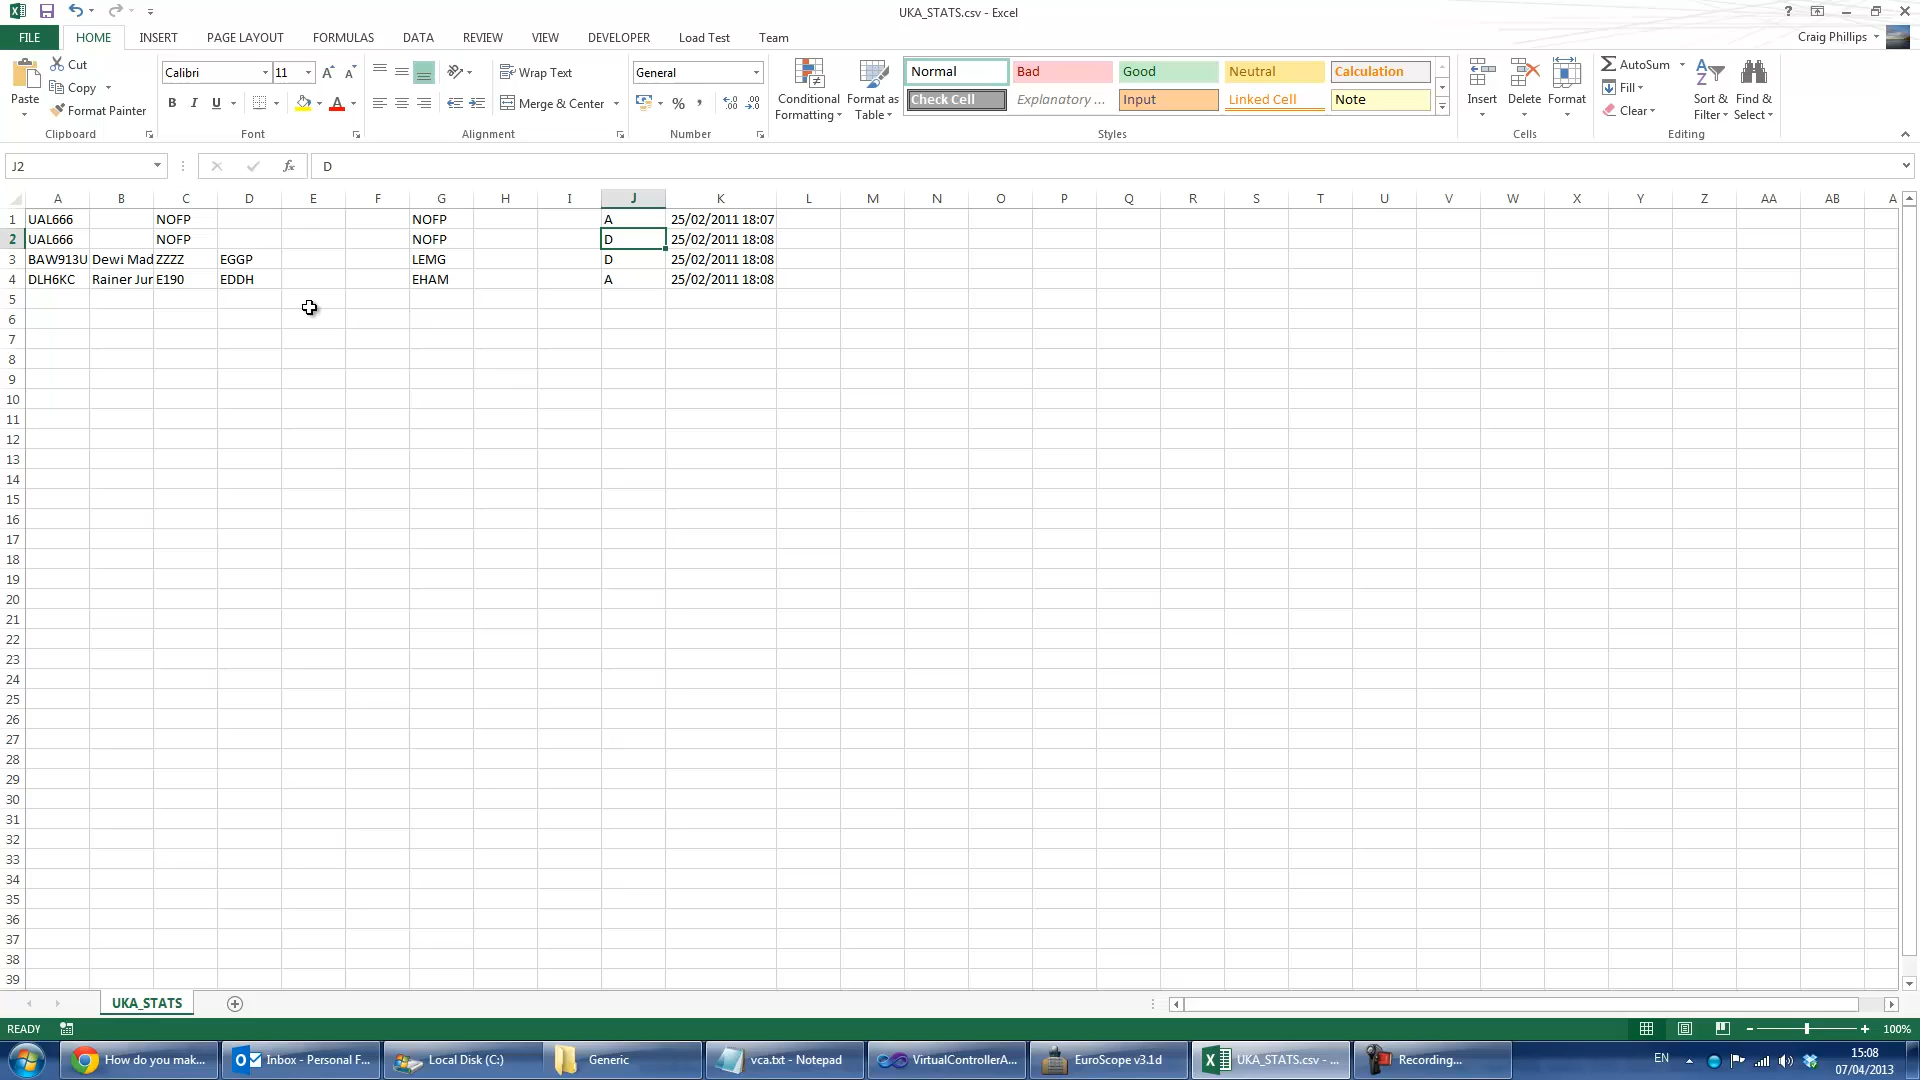 UKA_STATS.csv - Excel
?
FILE HOME INSERT PAGE LAYOUT FORMULAS DATA REVIEW VIEW DEVELOPER Load Test Team Craig Phillips
Paste
Cut
Copy
Format Painter
Clipboard
Calibri 11
B I U
Font
Wrap Text
Merge & Center
Alignment
General
%
Number
Conditional Formatting
Format as Table
Normal Bad Good Neutral Calculation
Check Cell Explanatory ... Input Linked Cell Note
Styles
Insert Delete Format
Cells
AutoSum
Fill
Clear
Sort & Filter
Find & Select
Editing
J2 fx D
A B C D E F G H I J K L M N O P Q R S T U V W X Y Z AA AB A
1 UAL666 NOFP NOFP A 25/02/2011 18:07
2 UAL666 NOFP NOFP D 25/02/2011 18:08
3 BAW913U Dewi Mad ZZZZ EGGP LEMG D 25/02/2011 18:08
4 DLH6KC Rainer Jur E190 EDDH EHAM A 25/02/2011 18:08
5
6
7
8
9
10
11
12
13
14
15
16
17
18
19
20
21
22
23
24
25
26
27
28
29
30
31
32
33
34
35
36
37
38
39
UKA_STATS
READY 100%
How do you mak... Inbox - Personal F... Local Disk (C:) Generic vca.txt - Notepad VirtualControllerA... EuroScope v3.1d UKA_STATS.csv - ... Recording... EN 15:08
07/04/2013